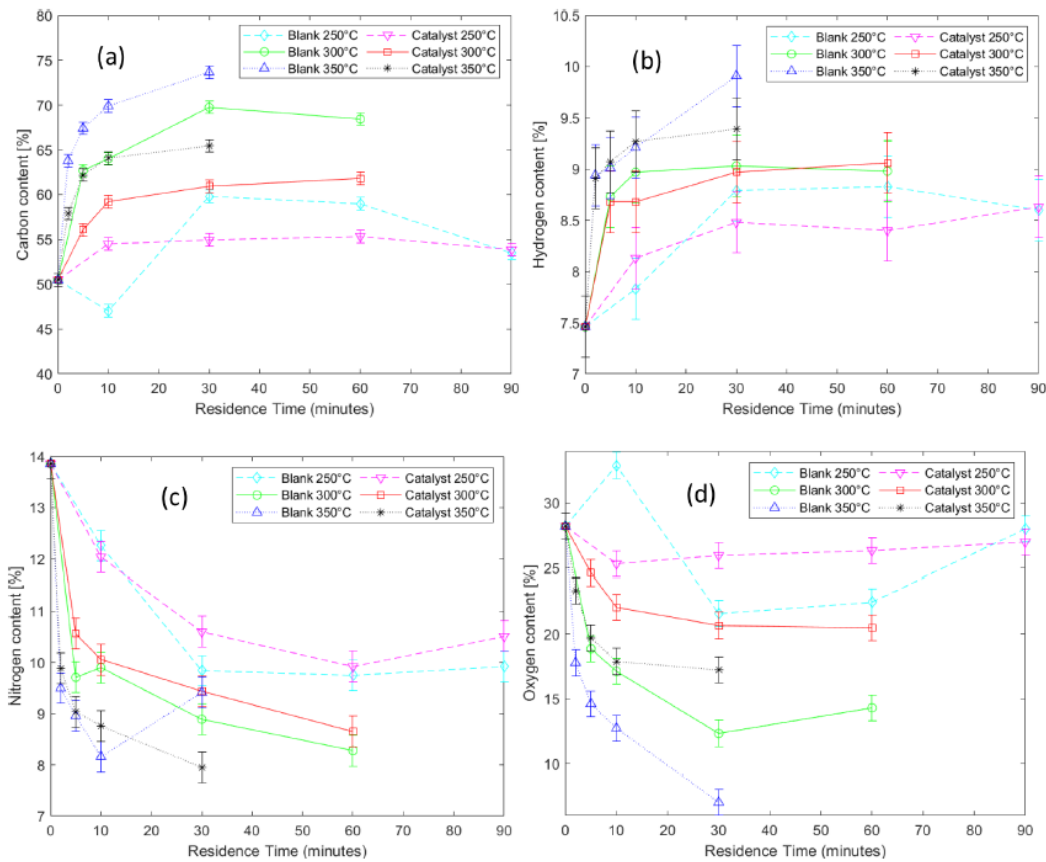 (a)
Blank 250°C
Catalyst 250°C
Blank 300°C
Catalyst 300°C
Blank 350°C
Catalyst 350°C
80
75
70
65
60
55
50
45
40
Carbon content [%]
0
10
20
30
40
50
60
70
80
90
Residence Time (minutes)
(b)
Blank 250°C
Catalyst 250°C
Blank 300°C
Catalyst 300°C
Blank 350°C
Catalyst 350°C
10.5
10
9.5
9
8.5
8
7.5
7
Hydrogen content [%]
0
10
20
30
40
50
60
70
80
90
Residence Time (minutes)
(c)
Blank 250°C
Catalyst 250°C
Blank 300°C
Catalyst 300°C
Blank 350°C
Catalyst 350°C
14
13
12
11
10
9
8
7
Nitrogen content [%]
0
10
20
30
40
50
60
70
80
90
Residence Time (minutes)
(d)
Blank 250°C
Catalyst 250°C
Blank 300°C
Catalyst 300°C
Blank 350°C
Catalyst 350°C
30
25
20
15
10
Oxygen content [%]
0
10
20
30
40
50
60
70
80
90
Residence Time (minutes)